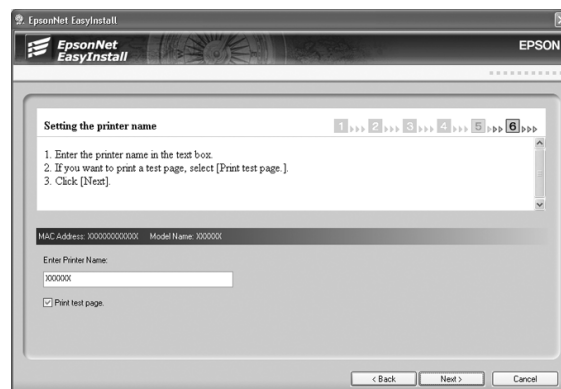 EpsonNet EasyInstall
EpsonNet
EasyInstall
EPSON
Setting the printer name
1 2 3 4 5 6
1. Enter the printer name in the text box.
2. If you want to print a test page, select [Print test page.].
3. Click [Next].
MAC Address: XXXXXXXXXXXX Model Name: XXXXXX
Enter Printer Name:
XXXXXX
Print test page.
< Back Next > Cancel